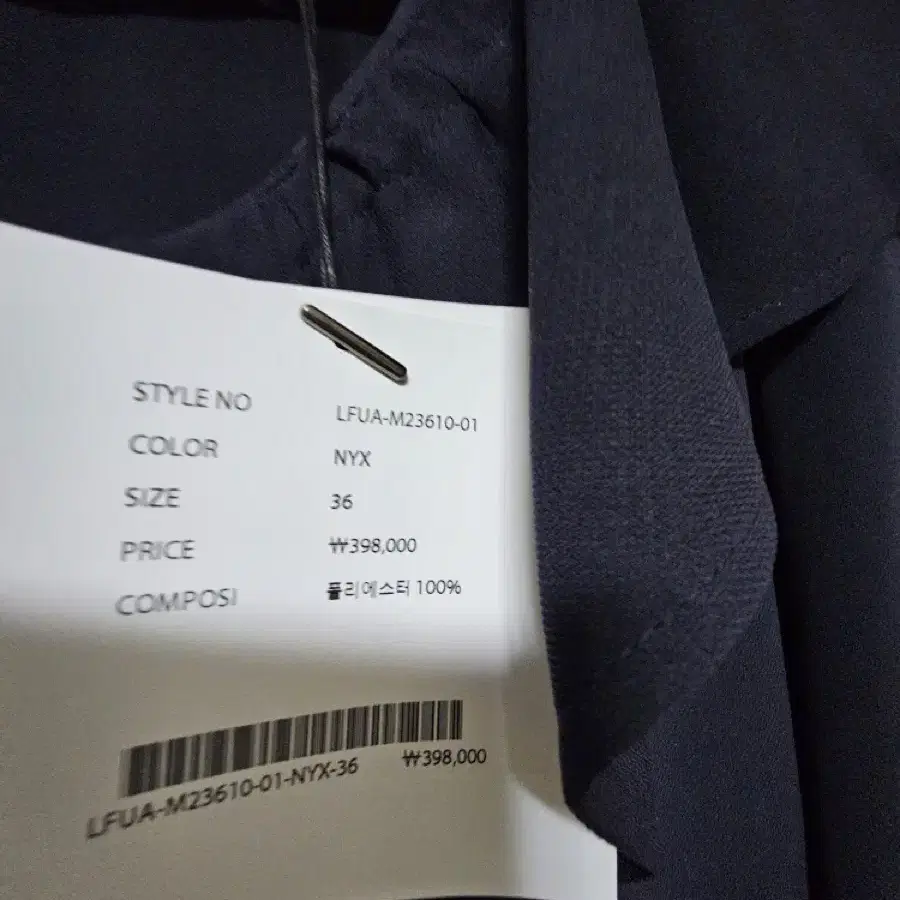 STYLE NO LFUA-M23610-01
COLOR NYX
SIZE 36
PRICE ₩398,000
COMPOSI 폴리에스터 100%
LFUA-M23610-01-NYX-36 ₩398,000